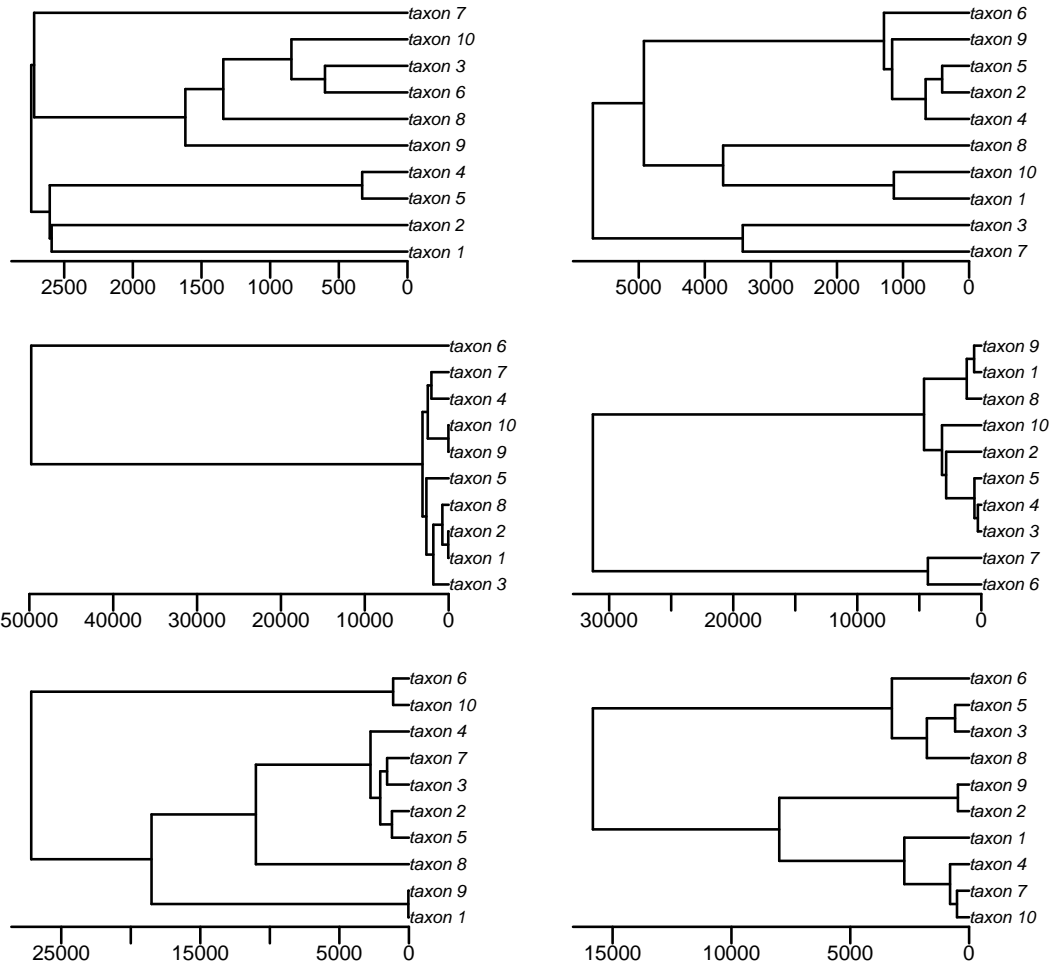 taxon 7
taxon 10
taxon 3
taxon 6
taxon 8
taxon 9
taxon 4
taxon 5
taxon 2
taxon 1
2500 2000 1500 1000 500 0
taxon 6
taxon 9
taxon 5
taxon 2
taxon 4
taxon 8
taxon 10
taxon 1
taxon 3
taxon 7
5000 4000 3000 2000 1000 0
taxon 6
taxon 7
taxon 4
taxon 10
taxon 9
taxon 5
taxon 8
taxon 2
taxon 1
taxon 3
50000 40000 30000 20000 10000 0
taxon 9
taxon 1
taxon 8
taxon 10
taxon 2
taxon 5
taxon 4
taxon 3
taxon 7
taxon 6
30000 20000 10000 0
taxon 6
taxon 10
taxon 4
taxon 7
taxon 3
taxon 2
taxon 5
taxon 8
taxon 9
taxon 1
25000 15000 5000 0
taxon 6
taxon 5
taxon 3
taxon 8
taxon 9
taxon 2
taxon 1
taxon 4
taxon 7
taxon 10
15000 10000 5000 0